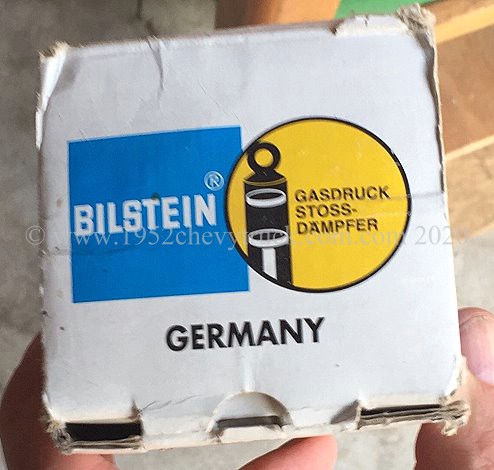 BILSTEIN®
GASDRUCK
STOSS-
DÄMPFER
GERMANY